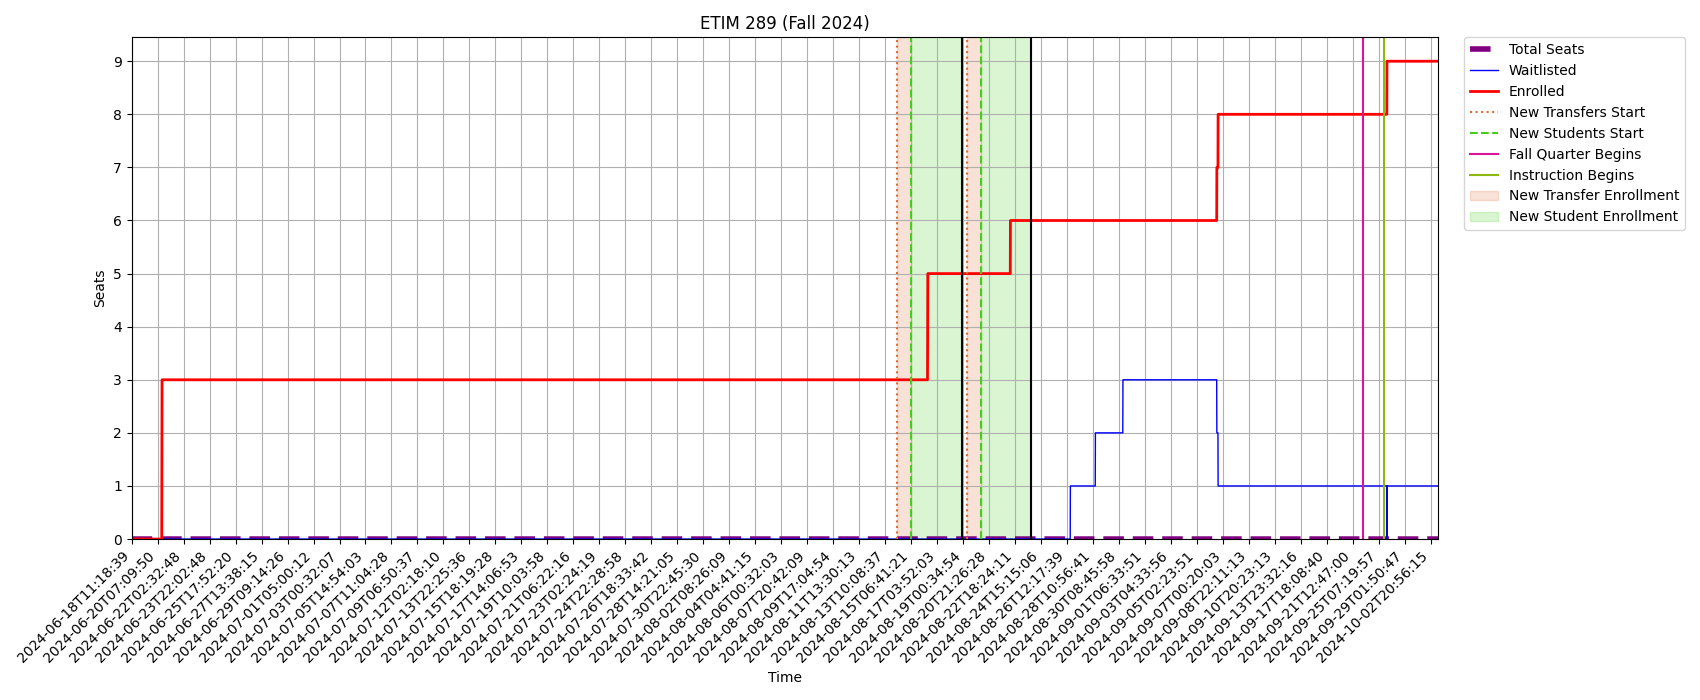 ETIM 289 (Fall 2024)
Seats
9
8
7
6
5
4
3
2
1
0
2024-06-18T11:18:39
2024-06-20T07:09:50
2024-06-22T02:32:48
2024-06-23T22:02:48
2024-06-25T17:52:20
2024-06-27T13:38:15
2024-06-29T09:14:26
2024-07-01T05:00:12
2024-07-03T00:32:07
2024-07-05T14:54:03
2024-07-07T11:04:28
2024-07-09T06:50:37
2024-07-12T02:18:10
2024-07-13T22:25:36
2024-07-15T18:19:28
2024-07-17T14:06:53
2024-07-19T10:03:58
2024-07-21T06:22:16
2024-07-23T02:24:19
2024-07-24T22:28:58
2024-07-26T18:33:42
2024-07-28T14:21:05
2024-07-30T22:45:30
2024-08-02T08:26:09
2024-08-04T04:41:15
2024-08-06T00:32:03
2024-08-07T20:42:09
2024-08-09T17:04:54
2024-08-11T13:30:13
2024-08-13T10:08:37
2024-08-15T06:41:21
2024-08-17T03:52:03
2024-08-19T00:34:54
2024-08-20T21:26:28
2024-08-22T18:24:11
2024-08-24T15:15:06
2024-08-26T12:17:39
2024-08-28T10:56:41
2024-08-30T08:45:58
2024-09-01T06:33:51
2024-09-03T04:33:56
2024-09-05T02:23:51
2024-09-07T00:20:03
2024-09-08T22:11:13
2024-09-10T20:23:13
2024-09-13T23:32:16
2024-09-17T18:08:40
2024-09-21T12:47:00
2024-09-25T07:19:57
2024-09-29T01:50:47
2024-10-02T20:56:15
Time
Total Seats
Waitlisted
Enrolled
New Transfers Start
New Students Start
Fall Quarter Begins
Instruction Begins
New Transfer Enrollment
New Student Enrollment